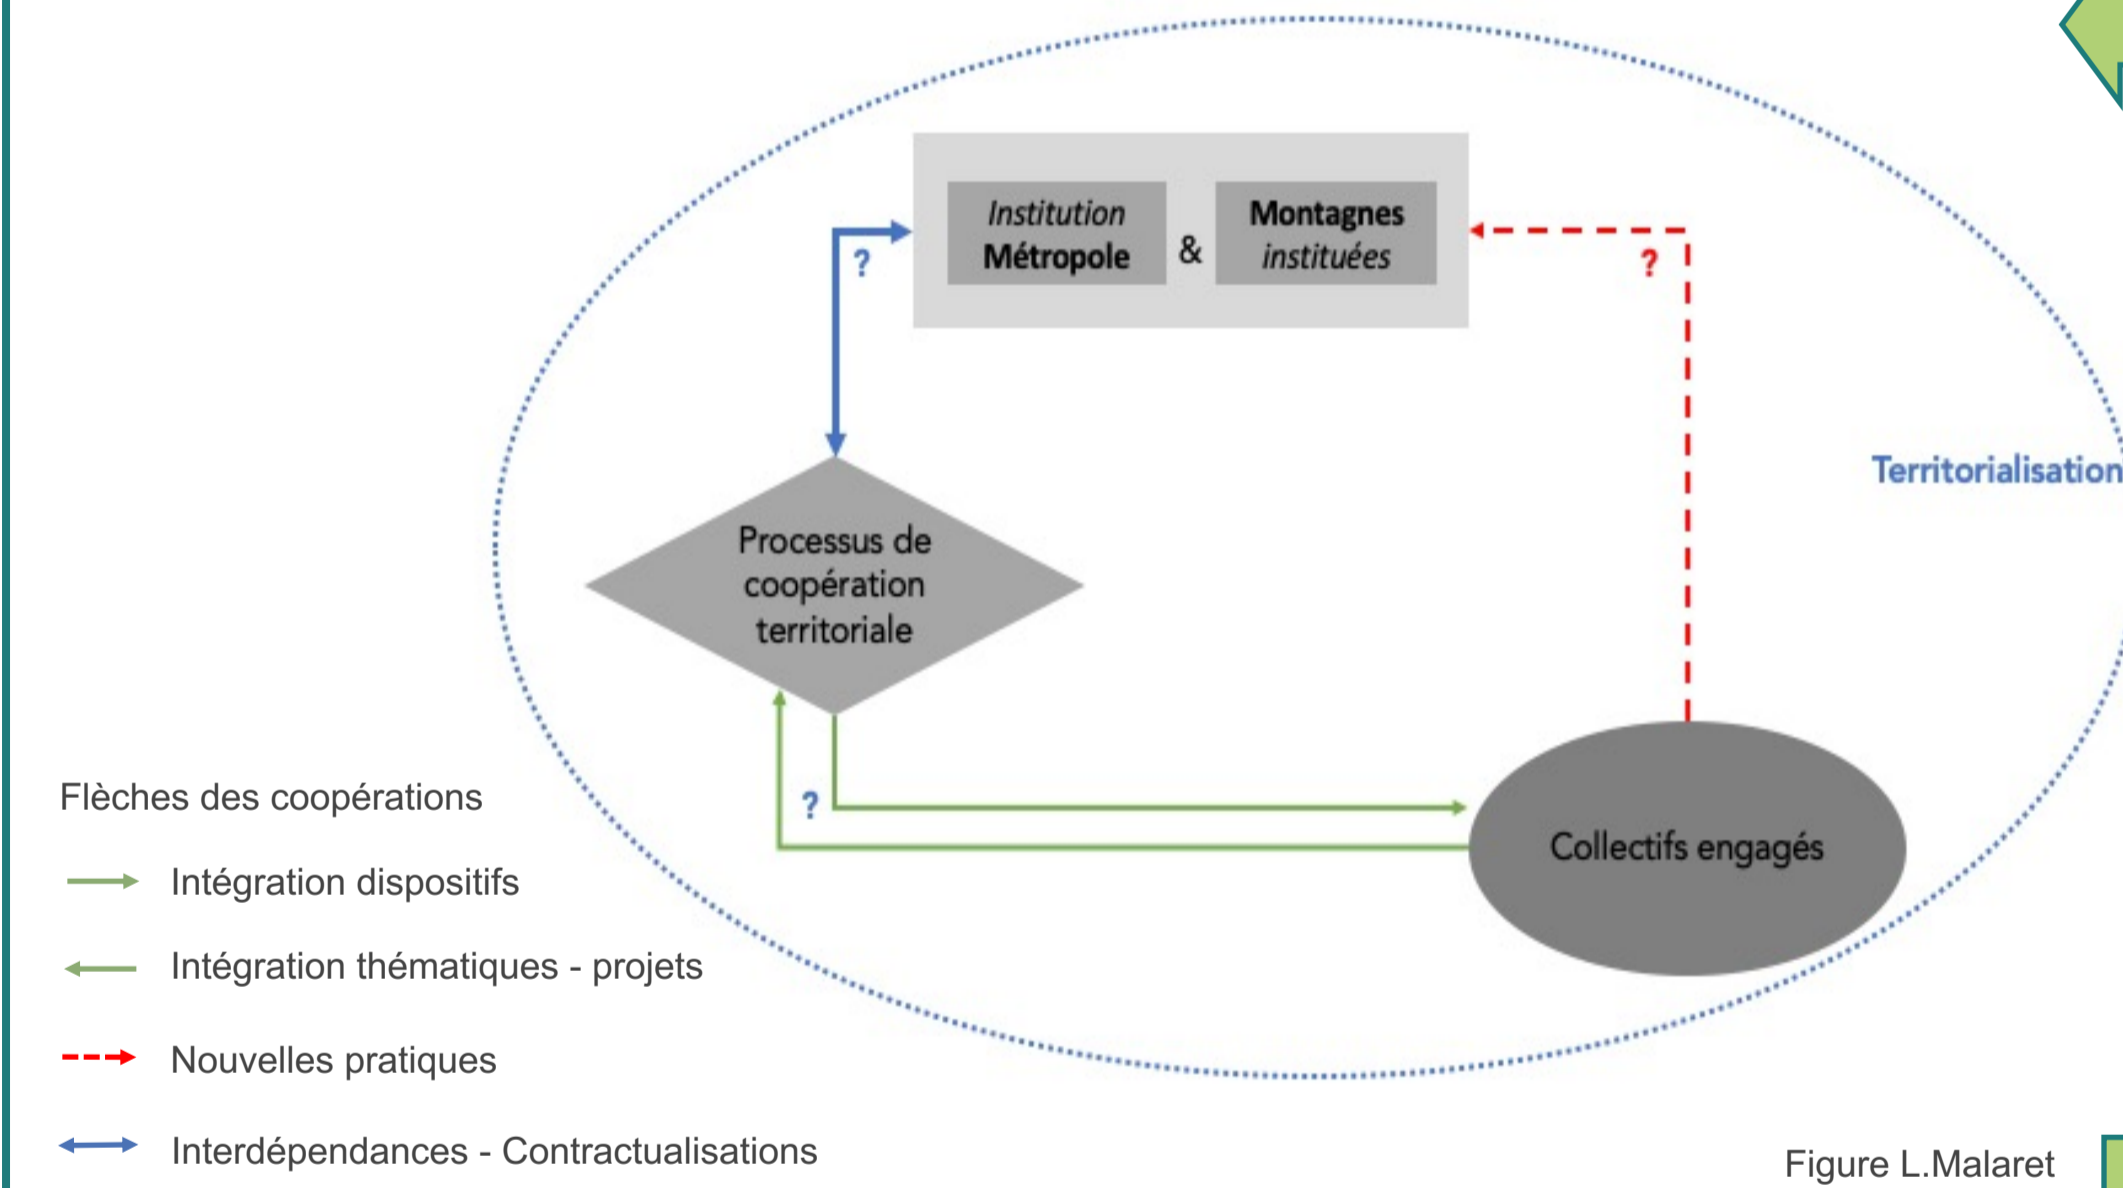 Institution
Métropole
&
Montagnes
instituées
?
?
Territorialisation
Processus de
coopération
territoriale
?
Collectifs engagés
Flèches des coopérations
Intégration dispositifs
Intégration thématiques - projets
Nouvelles pratiques
Interdépendances - Contractualisations
Figure L.Malaret